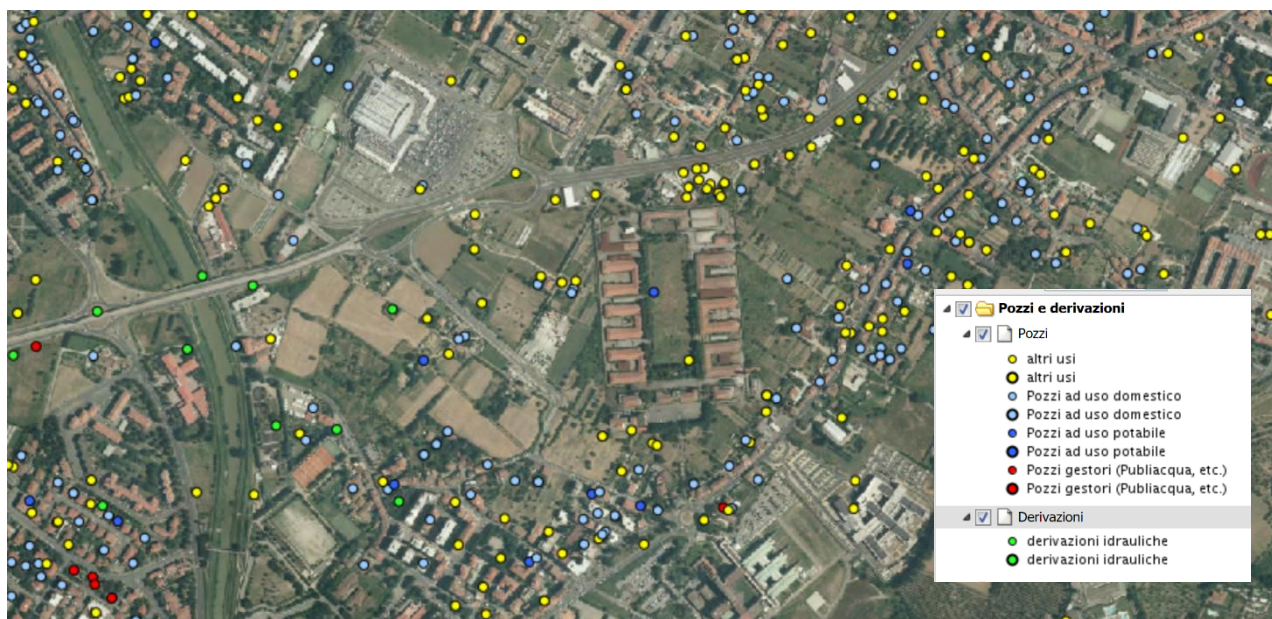 Pozzi e derivazioni
Pozzi
altri usi
altri usi
Pozzi ad uso domestico
Pozzi ad uso domestico
Pozzi ad uso potabile
Pozzi ad uso potabile
Pozzi gestori (Publiacqua, etc.)
Pozzi gestori (Publiacqua, etc.)
Derivazioni
derivazioni idrauliche
derivazioni idrauliche